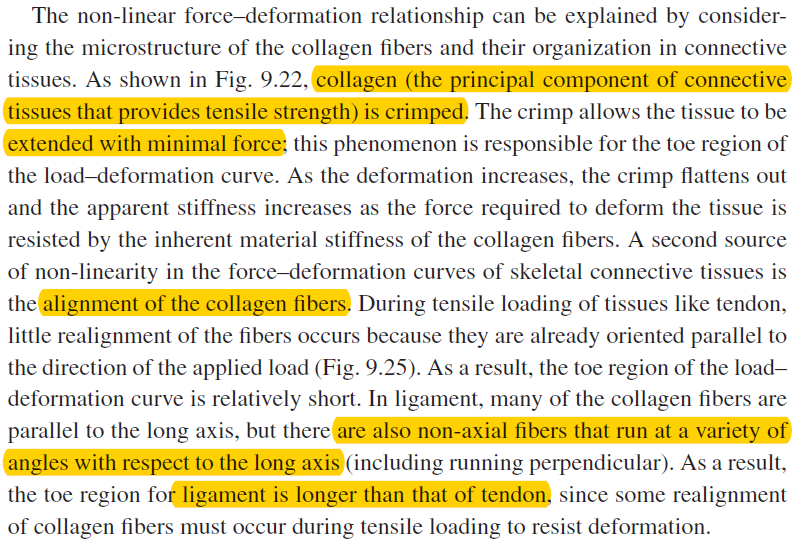 The non-linear force–deformation relationship can be explained by consider-
ing the microstructure of the collagen fibers and their organization in connective
tissues. As shown in Fig. 9.22, collagen (the principal component of connective
tissues that provides tensile strength) is crimped. The crimp allows the tissue to be
extended with minimal force; this phenomenon is responsible for the toe region of
the load–deformation curve. As the deformation increases, the crimp flattens out
and the apparent stiffness increases as the force required to deform the tissue is
resisted by the inherent material stiffness of the collagen fibers. A second source
of non-linearity in the force–deformation curves of skeletal connective tissues is
the alignment of the collagen fibers. During tensile loading of tissues like tendon,
little realignment of the fibers occurs because they are already oriented parallel to
the direction of the applied load (Fig. 9.25). As a result, the toe region of the load–
deformation curve is relatively short. In ligament, many of the collagen fibers are
parallel to the long axis, but there are also non-axial fibers that run at a variety of
angles with respect to the long axis (including running perpendicular). As a result,
the toe region for ligament is longer than that of tendon, since some realignment
of collagen fibers must occur during tensile loading to resist deformation.